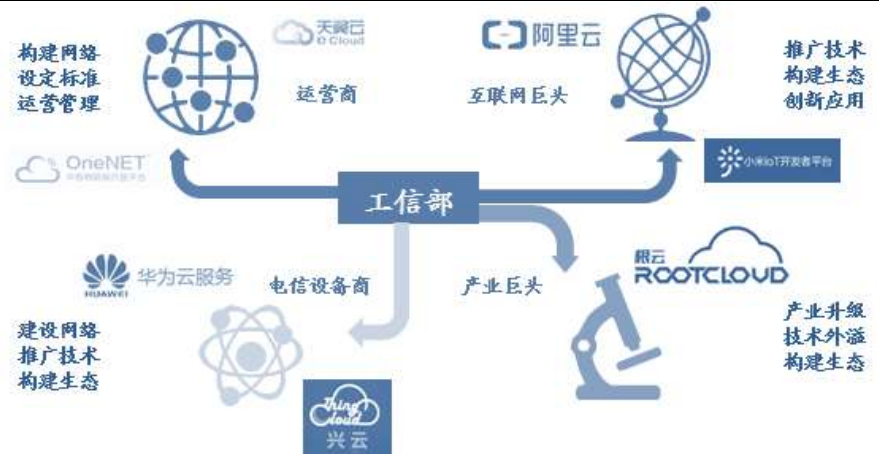 构建网络
设定标准
运营管理
天翼云
e Cloud
运营商
阿里云
互联网巨头
推广技术
构建生态
创新应用
OneNET
小米IoT开发者平台
工信部
HUAWEI
华为云服务
电信设备商
产业巨头
根云
ROOTCLOUD
建设网络
推广技术
构建生态
产业升级
技术外溢
构建生态
Thing
Cloud
兴云